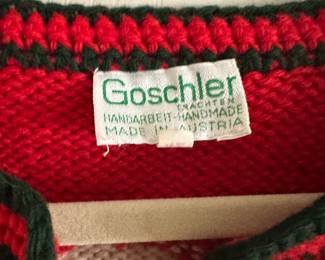 Goschler
TRACHTEN
HANDARBEIT-HANDMADE
MADE IN AUSTRIA